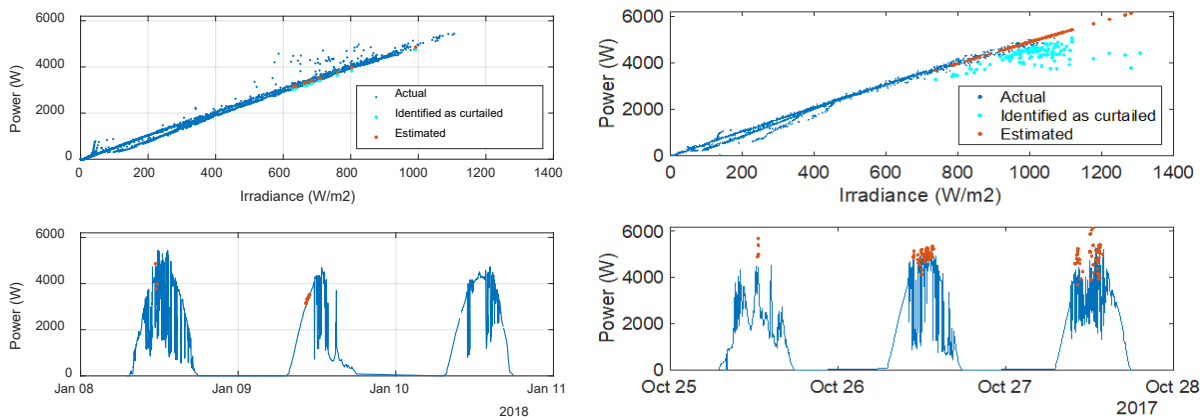 6000
4000
2000
0
Power (W)
Actual
Identified as curtailed
Estimated
0 200 400 600 800 1000 1200 1400
Irradiance (W/m2)
6000
4000
2000
0
Power (W)
Actual
Identified as curtailed
Estimated
0 200 400 600 800 1000 1200 1400
Irradiance (W/m2)
6000
4000
2000
0
Power (W)
Jan 08 Jan 09 Jan 10 Jan 11
2018
6000
4000
2000
0
Power (W)
Oct 25 Oct 26 Oct 27 Oct 28
2017